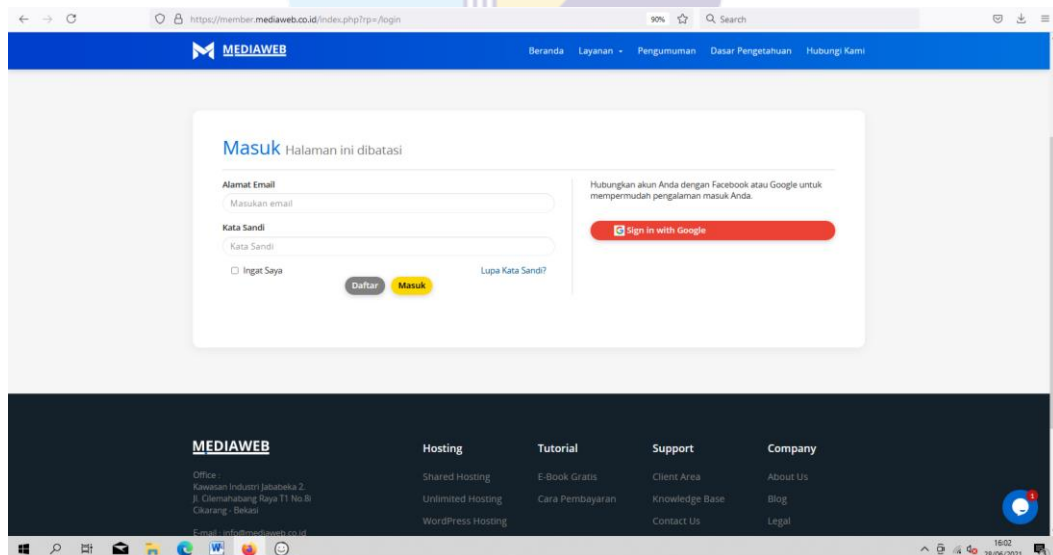 https://member.mediaweb.co.id/index.php?rp=/login
90%
Search
MEDIAWEB
Beranda Layanan Pengumuman Dasar Pengetahuan Hubungi Kami
Masuk Halaman ini dibatasi
Alamat Email
Masukan email
Kata Sandi
Kata Sandi
Ingat Saya
Lupa Kata Sandi?
Daftar
Masuk
Hubungkan akun Anda dengan Facebook atau Google untuk
mempermudah pengalaman masuk Anda.
G Sign in with Google
MEDIAWEB
Office :
Kawasan Industri Jababeka 2.
Jl. Cilemahabang Raya T1 No 8i
Cikarang - Bekasi
E-mail : info@mediaweb.co.id
Hosting
Shared Hosting
Unlimited Hosting
WordPress Hosting
Tutorial
E-Book Gratis
Cara Pembayaran
Support
Client Area
Knowledge Base
Contact Us
Company
About Us
Blog
Legal
1
16:02
28/06/2021